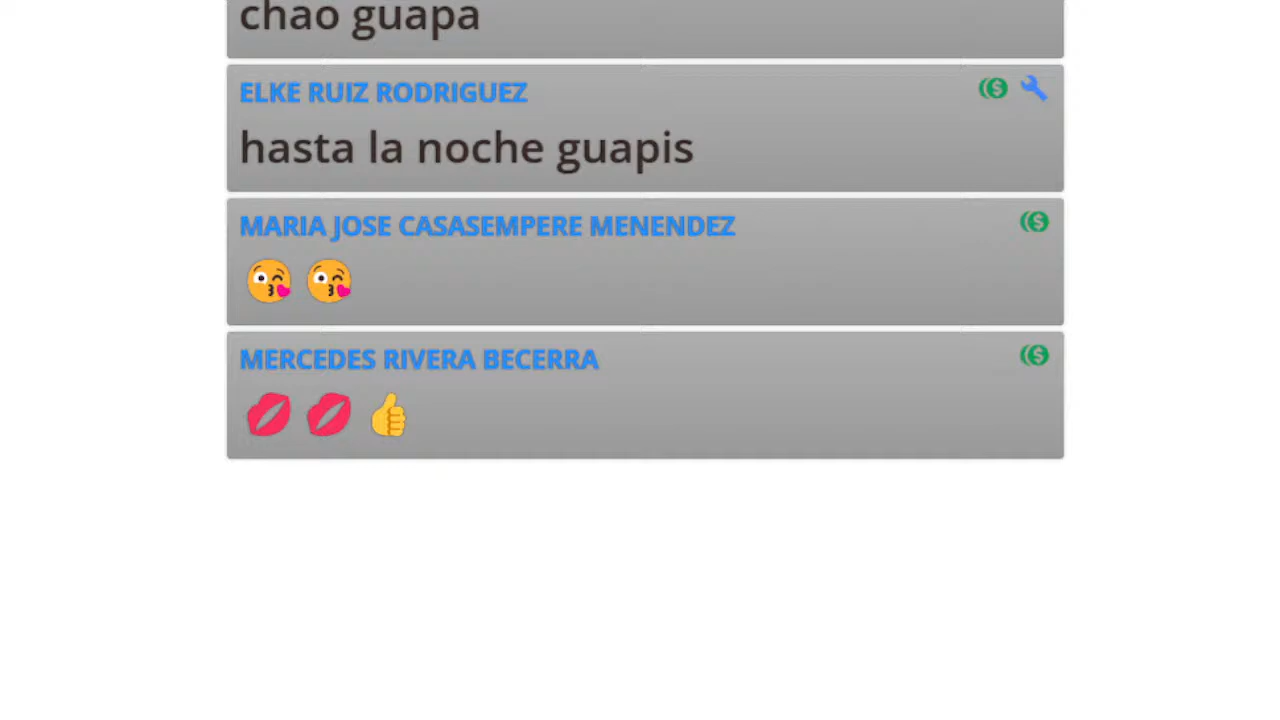 chao guapa
ELKE RUIZ RODRIGUEZ
hasta la noche guapis
MARIA JOSE CASASEMPERE MENENDEZ
😘 😘
MERCEDES RIVERA BECERRA
💋 💋 👍